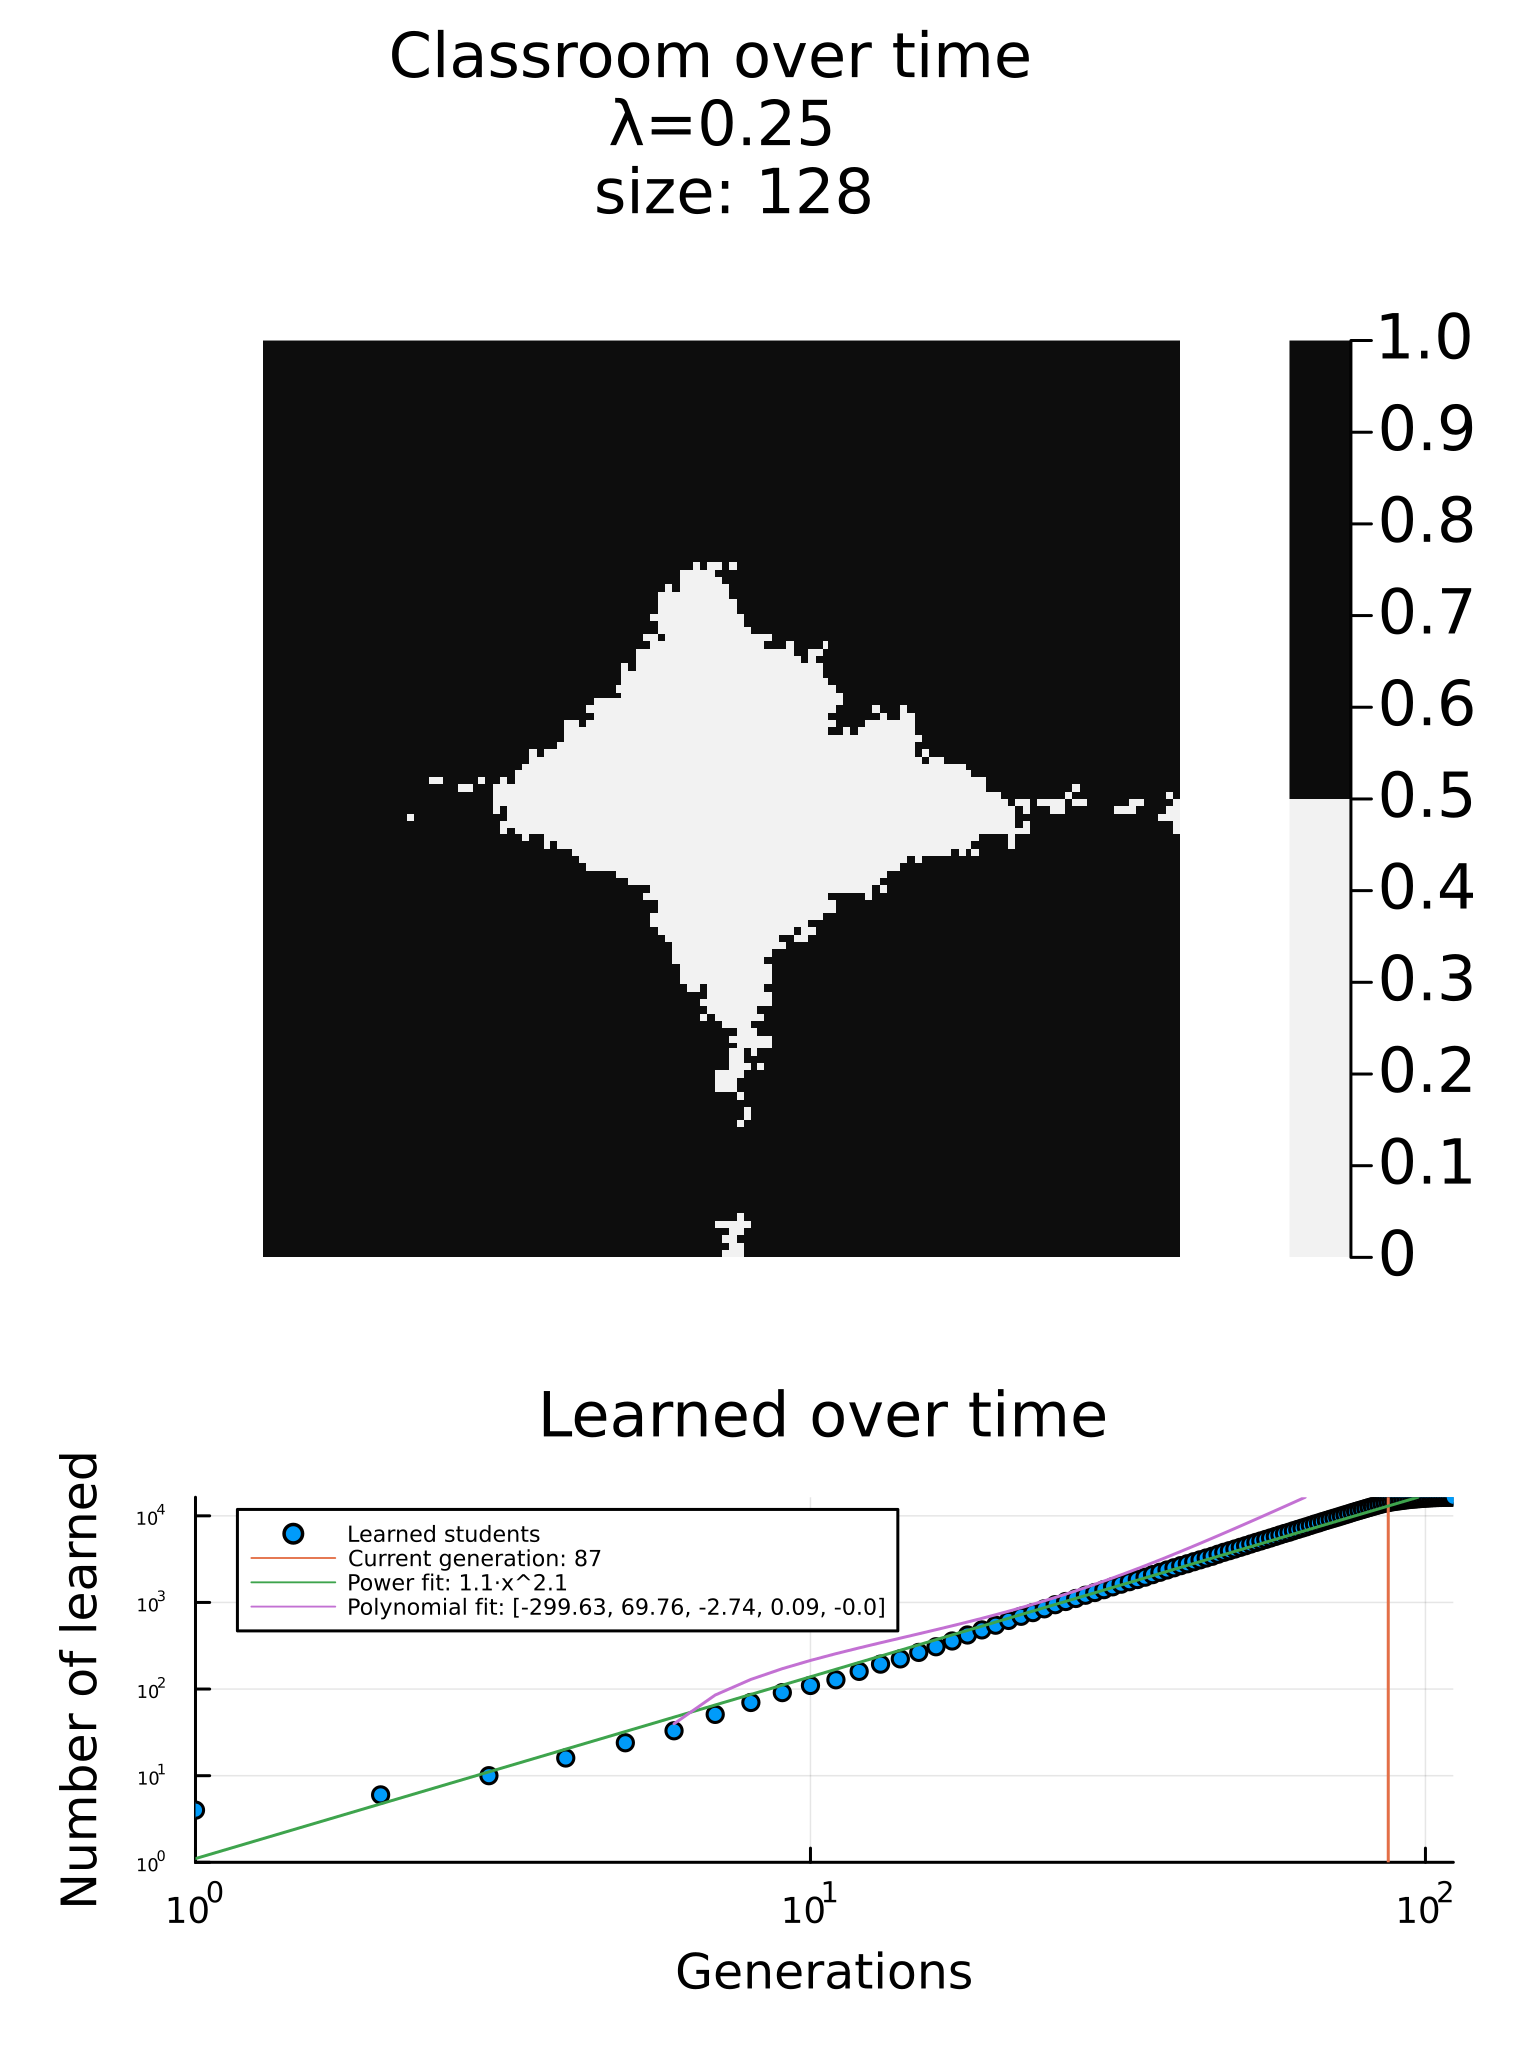 Classroom over time
λ=0.25
size: 128
1.0
0.9
0.8
0.7
0.6
0.5
0.4
0.3
0.2
0.1
0
Learned over time
Number of learned
10^4
10^3
10^2
10^1
10^0
Learned students
Current generation: 87
Power fit: 1.1·x^2.1
Polynomial fit: [-299.63, 69.76, -2.74, 0.09, -0.0]
10^0 10^1 10^2
Generations